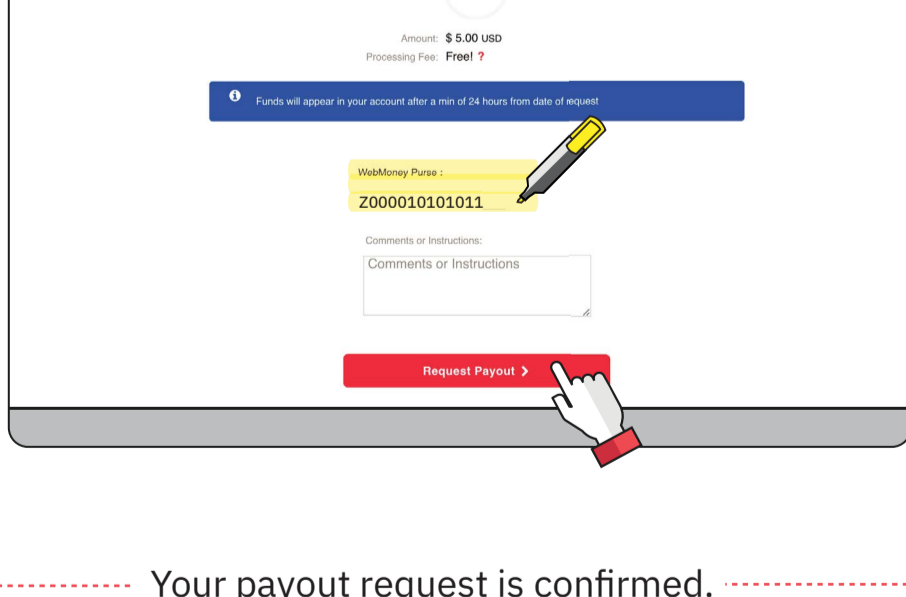 Amount: $ 5.00 USD
Processing Fee: Free! ?
Funds will appear in your account after a min of 24 hours from date of request
WebMoney Purse :
Z000010101011
Comments or Instructions:
Comments or Instructions
Request Payout >
Your payout request is confirmed.